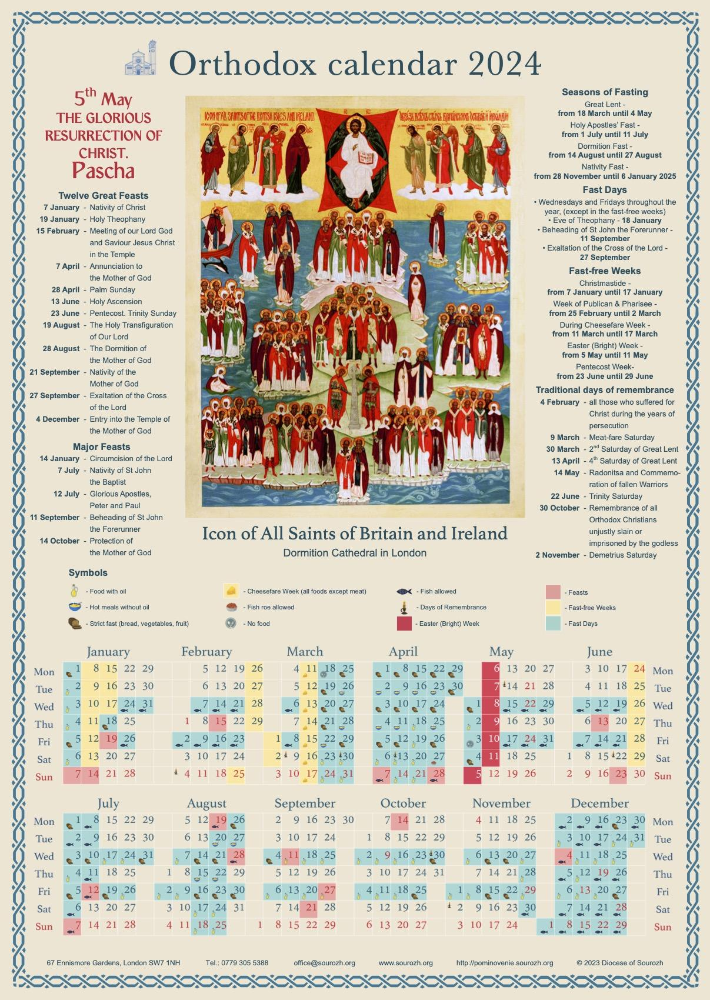 Orthodox calendar 2024
5th May
THE GLORIOUS
RESURRECTION OF
CHRIST.
Pascha
Twelve Great Feasts
7 January - Nativity of Christ
19 January - Holy Theophany
15 February - Meeting of our Lord God
and Saviour Jesus Christ
in the Temple
7 April - Annunciation to
the Mother of God
28 April - Palm Sunday
13 June - Holy Ascension
23 June - Pentecost. Trinity Sunday
19 August - The Holy Transfiguration
of Our Lord
28 August - The Dormition of
the Mother of God
21 September - Nativity of the
Mother of God
27 September - Exaltation of the Cross
of the Lord
4 December - Entry into the Temple of
the Mother of God
Major Feasts
14 January - Circumcision of the Lord
7 July - Nativity of St John
the Baptist
12 July - Glorious Apostles,
Peter and Paul
11 September - Beheading of St John
the Forerunner
14 October - Protection of
the Mother of God
ICON OF ALL SAINTS OF THE BRITISH ISLES AND IRELAND
Icon of All Saints of Britain and Ireland
Dormition Cathedral in London
Seasons of Fasting
Great Lent -
from 18 March until 4 May
Holy Apostles' Fast -
from 1 July until 11 July
Dormition Fast -
from 14 August until 27 August
Nativity Fast -
from 28 November until 6 January 2025
Fast Days
• Wednesdays and Fridays throughout the
year, (except in the fast-free weeks)
• Eve of Theophany - 18 January
• Beheading of St John the Forerunner -
11 September
• Exaltation of the Cross of the Lord -
27 September
Fast-free Weeks
Christmastide -
from 7 January until 17 January
Week of Publican & Pharisee -
from 25 February until 2 March
During Cheesefare Week -
from 11 March until 17 March
Easter (Bright) Week -
from 5 May until 11 May
Pentecost Week-
from 23 June until 29 June
Traditional days of remembrance
4 February - all those who suffered for
Christ during the years of
persecution
9 March - Meat-fare Saturday
30 March - 2nd Saturday of Great Lent
13 April - 4th Saturday of Great Lent
14 May - Radonitsa and Commemo-
ration of fallen Warriors
22 June - Trinity Saturday
30 October - Remembrance of all
Orthodox Christians
unjustly slain or
imprisoned by the godless
2 November - Demetrius Saturday
Symbols
- Food with oil
- Hot meals without oil
- Strict fast (bread, vegetables, fruit)
- Cheesefare Week (all foods except meat)
- Fish roe allowed
- No food
- Fish allowed
- Days of Remembrance
- Easter (Bright) Week
- Feasts
- Fast-free Weeks
- Fast Days
January February March April May June
Mon 1 8 15 22 29 5 12 19 26 4 11 18 25 1 8 15 22 29 6 13 20 27 3 10 17 24 Mon
Tue 2 9 16 23 30 6 13 20 27 5 12 19 26 2 9 16 23 30 7 14 21 28 4 11 18 25 Tue
Wed 3 10 17 24 31 7 14 21 28 6 13 20 27 3 10 17 24 1 8 15 22 29 5 12 19 26 Wed
Thu 4 11 18 25 1 8 15 22 29 7 14 21 28 4 11 18 25 2 9 16 23 30 6 13 20 27 Thu
Fri 5 12 19 26 2 9 16 23 1 8 15 22 29 5 12 19 26 3 10 17 24 31 7 14 21 28 Fri
Sat 6 13 20 27 3 10 17 24 2 9 16 23 30 6 13 20 27 4 11 18 25 1 8 15 22 29 Sat
Sun 7 14 21 28 4 11 18 25 3 10 17 24 31 7 14 21 28 5 12 19 26 2 9 16 23 30 Sun
July August September October November December
Mon 1 8 15 22 29 5 12 19 26 2 9 16 23 30 7 14 21 28 4 11 18 25 2 9 16 23 30 Mon
Tue 2 9 16 23 30 6 13 20 27 3 10 17 24 1 8 15 22 29 5 12 19 26 3 10 17 24 31 Tue
Wed 3 10 17 24 31 7 14 21 28 4 11 18 25 2 9 16 23 30 6 13 20 27 4 11 18 25 Wed
Thu 4 11 18 25 1 8 15 22 29 5 12 19 26 3 10 17 24 31 7 14 21 28 5 12 19 26 Thu
Fri 5 12 19 26 2 9 16 23 30 6 13 20 27 4 11 18 25 1 8 15 22 29 6 13 20 27 Fri
Sat 6 13 20 27 3 10 17 24 31 7 14 21 28 5 12 19 26 2 9 16 23 30 7 14 21 28 Sat
Sun 7 14 21 28 4 11 18 25 1 8 15 22 29 6 13 20 27 3 10 17 24 1 8 15 22 29 Sun
67 Ennismore Gardens, London SW7 1NH Tel.: 0779 305 5388 office@sourozh.org www.sourozh.org http://pominovenie.sourozh.org © 2023 Diocese of Sourozh